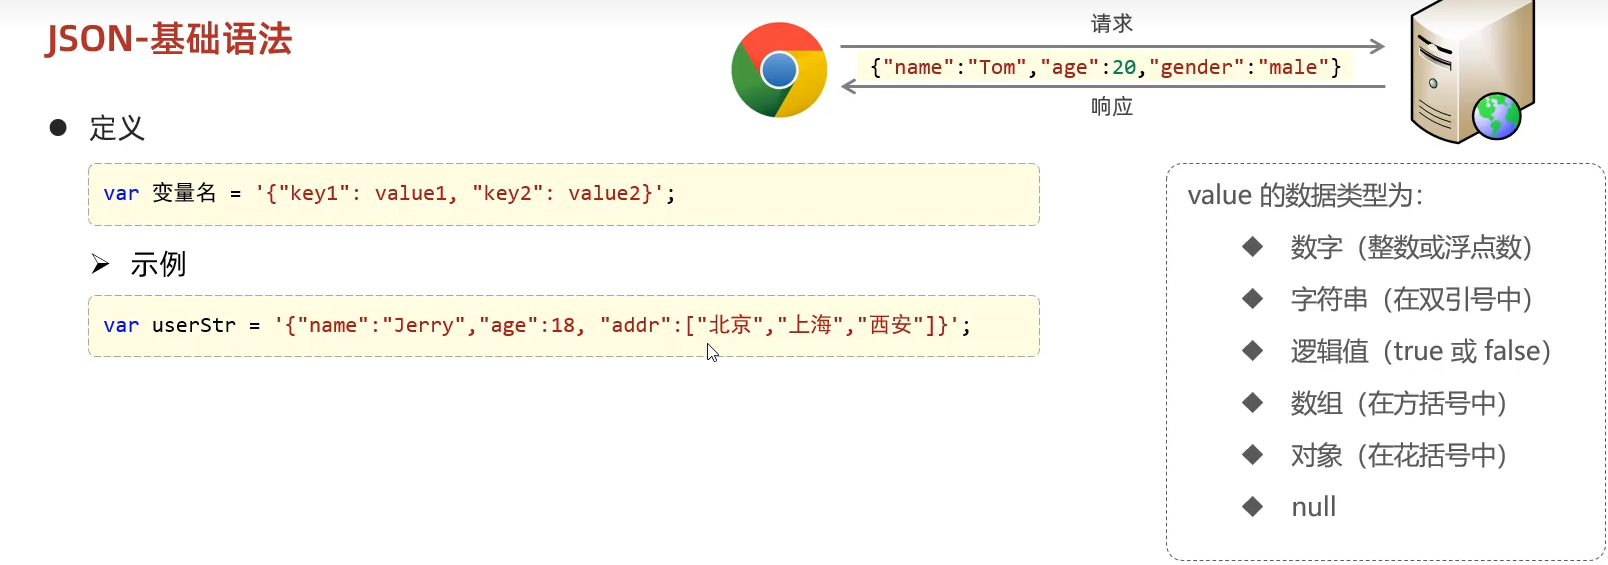 JSON-基础语法
请求
{"name":"Tom","age":20,"gender":"male"}
响应
定义
var 变量名 = '{"key1": value1, "key2": value2}';
示例
var userStr = '{"name":"Jerry","age":18, "addr":["北京","上海","西安"]}';
value 的数据类型为：
数字（整数或浮点数）
字符串（在双引号中）
逻辑值（true 或 false）
数组（在方括号中）
对象（在花括号中）
null